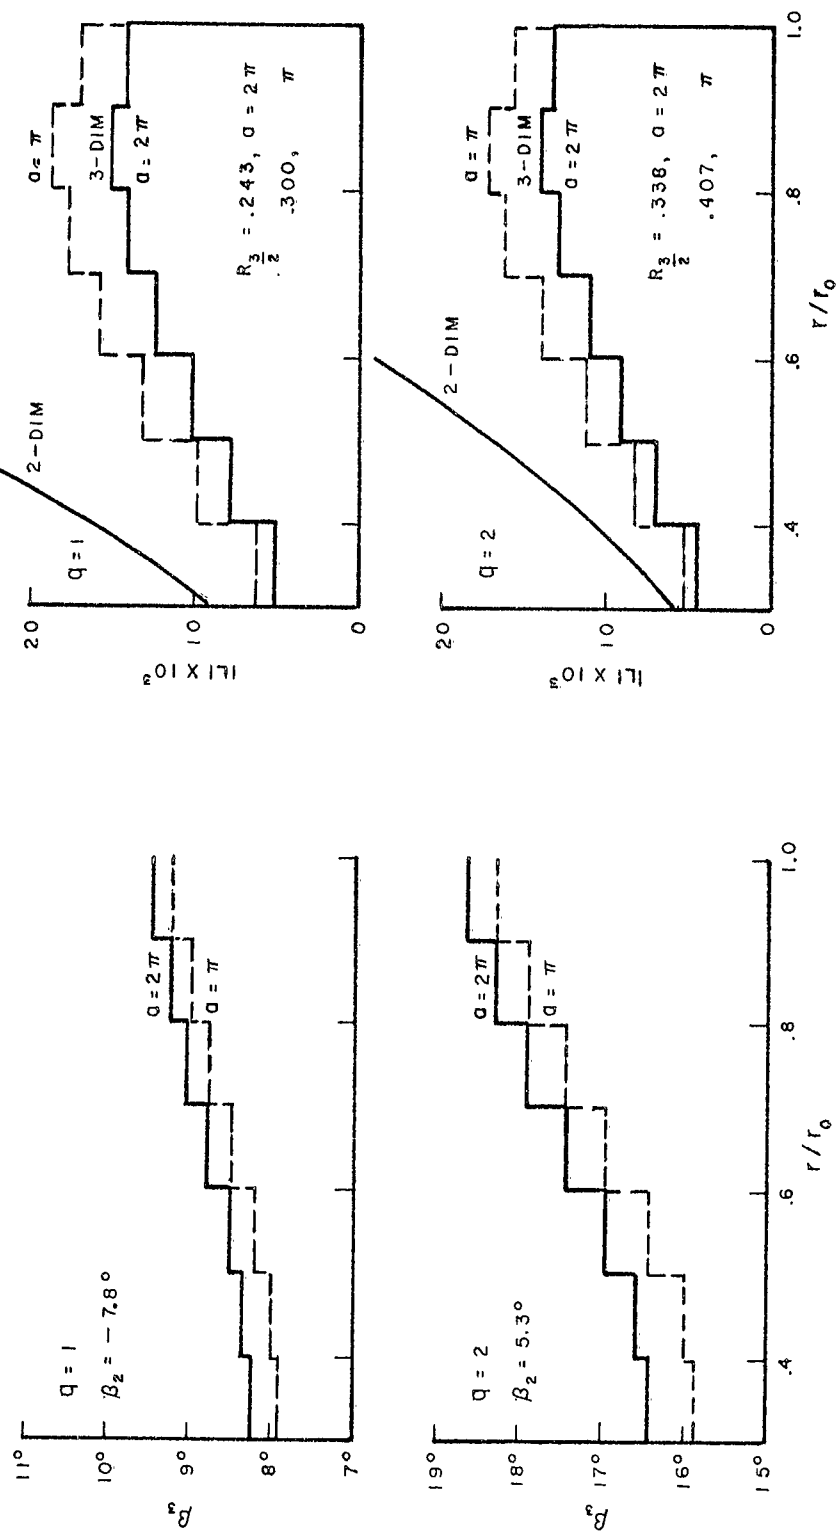 11°
10°
9°
8°
7°
β₃
q = 1
β₂ = − 7.8°
a = 2π
a = π
20
10
0
|L| X 10³
q = 1
2-DIM
a = π
3-DIM
a = 2π
R 3/2 = .243, a = 2π
.300, π
19°
18°
17°
16°
15°
β₃
q = 2
β₂ = 5.3°
a = 2π
a = π
.4
.6
.8
1.0
r/r₀
20
10
0
|L| X 10³
q = 2
2-DIM
a = π
3-DIM
a = 2π
R 3/2 = .338, a = 2π
.407, π
.4
.6
.8
1.0
r/r₀